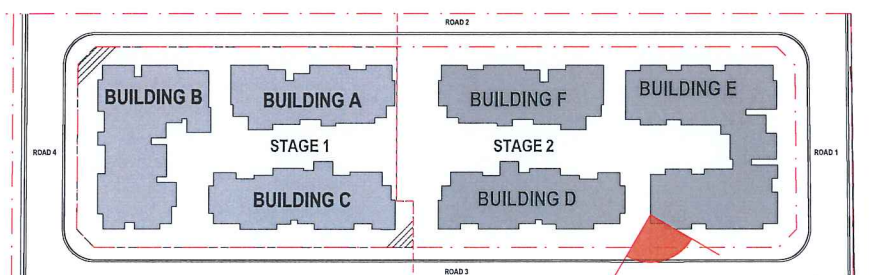 ROAD 2
BUILDING B
BUILDING A
BUILDING F
BUILDING E
ROAD 4
STAGE 1
STAGE 2
ROAD 1
BUILDING C
BUILDING D
ROAD 3